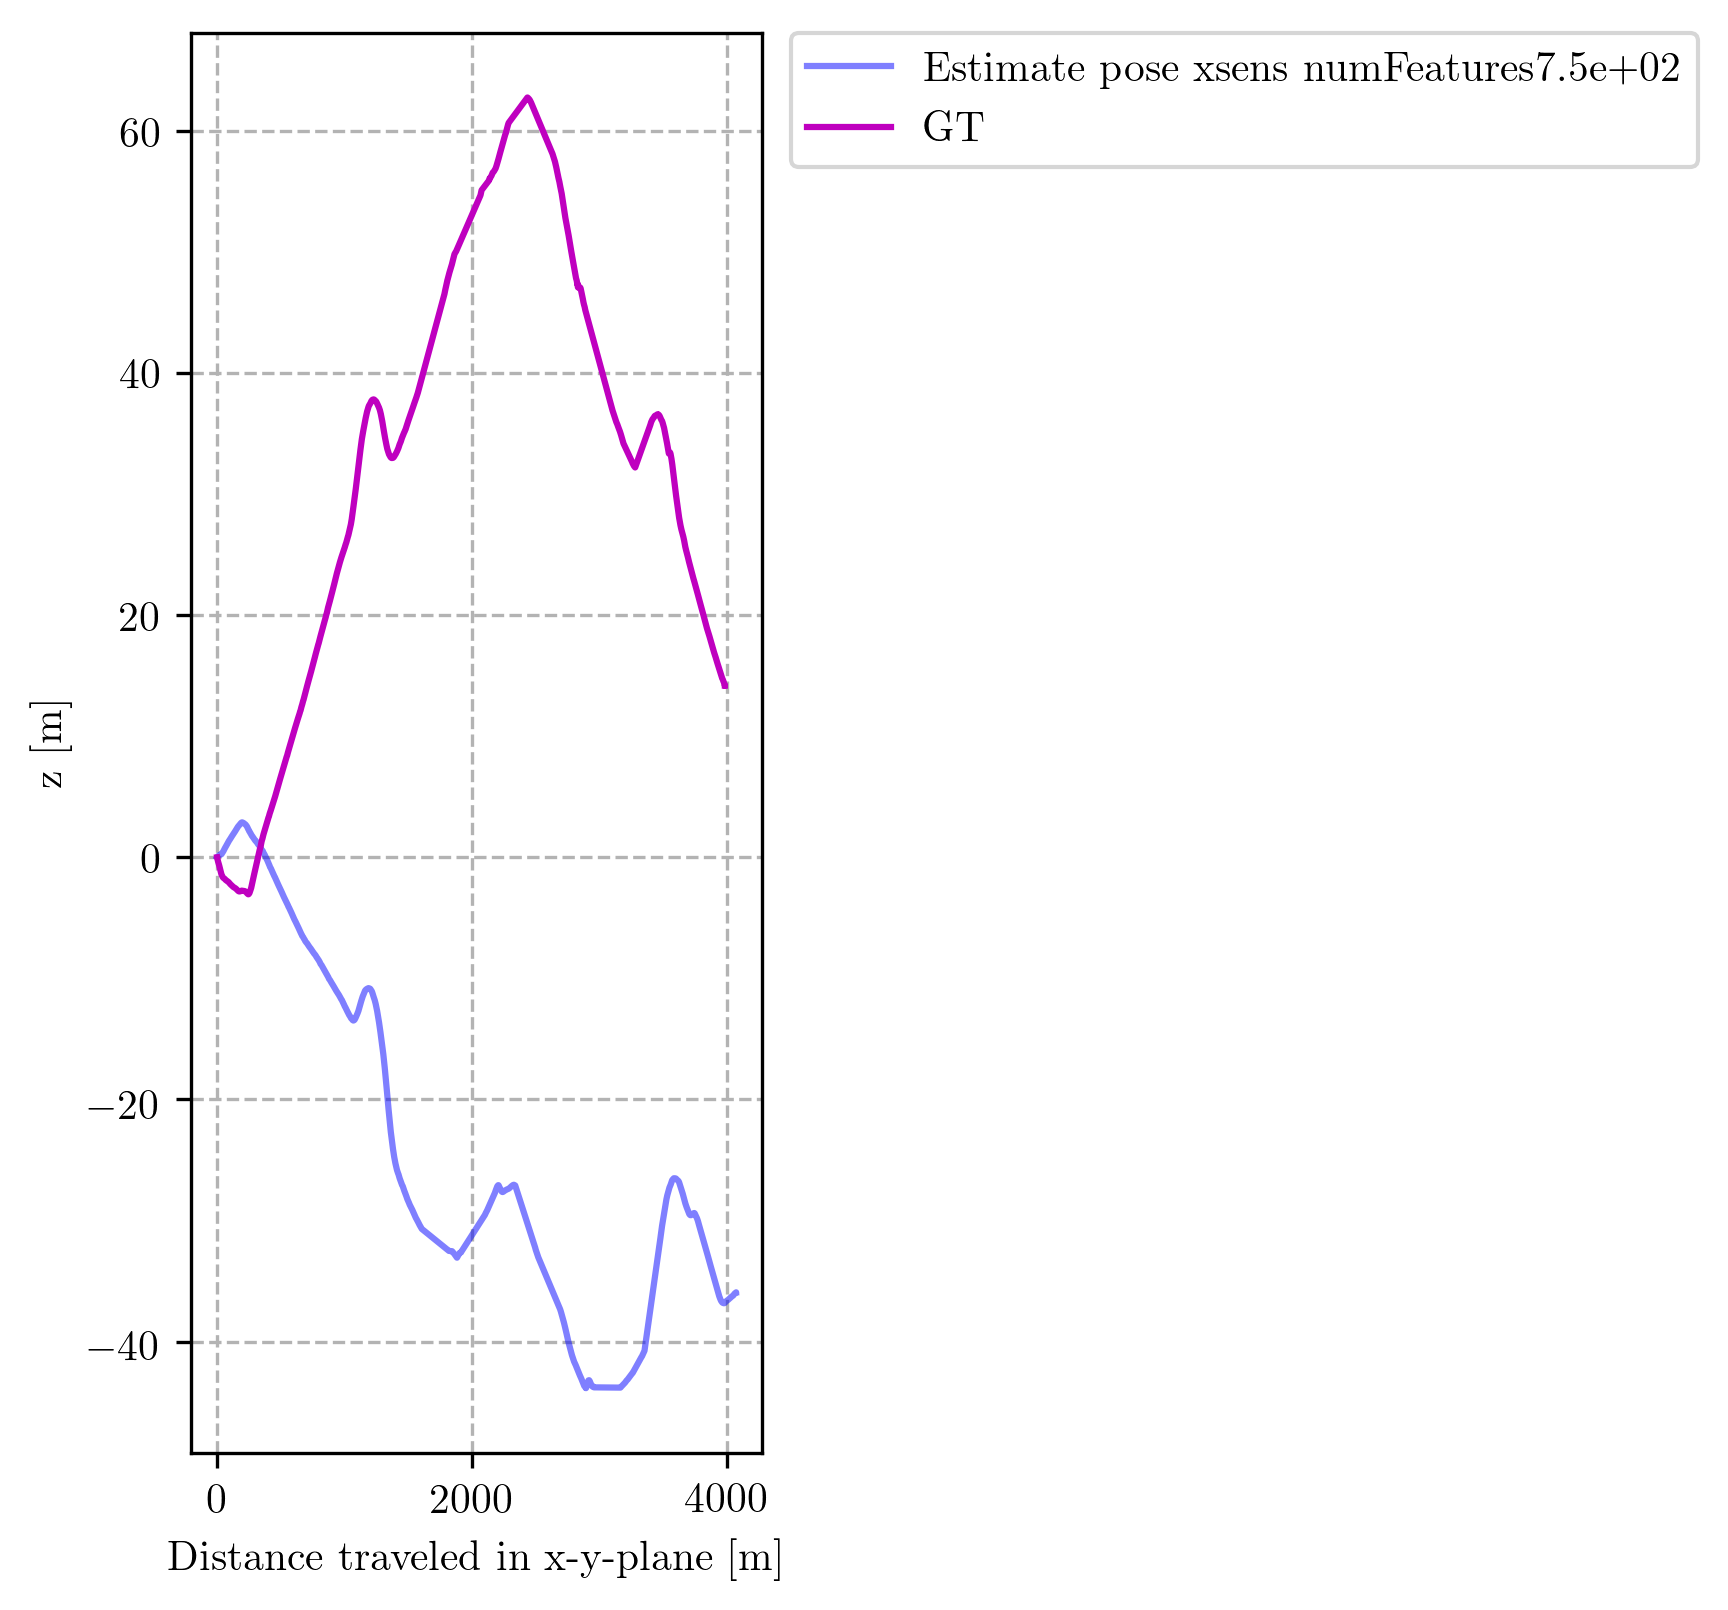 Estimate pose xsens numFeatures7.5e+02
GT
60
40
20
0
−20
−40
z [m]
0 2000 4000
Distance traveled in x-y-plane [m]